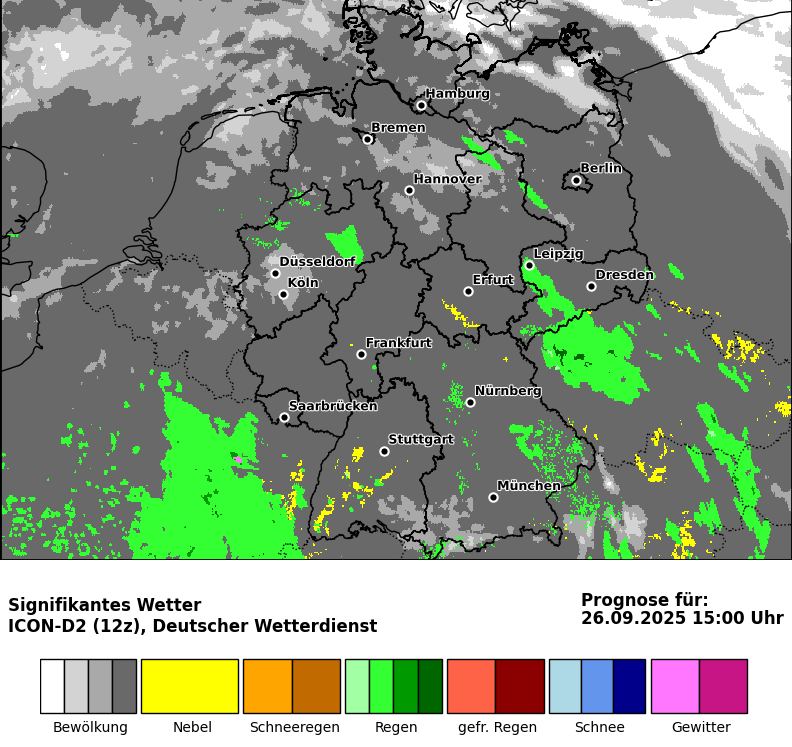 Hamburg
Bremen
Berlin
Hannover
Leipzig
Düsseldorf
Erfurt
Dresden
Köln
Frankfurt
Nürnberg
Saarbrücken
Stuttgart
München
Signifikantes Wetter
ICON-D2 (12z), Deutscher Wetterdienst
Prognose für:
26.09.2025 15:00 Uhr
Bewölkung Nebel Schneeregen Regen gefr. Regen Schnee Gewitter